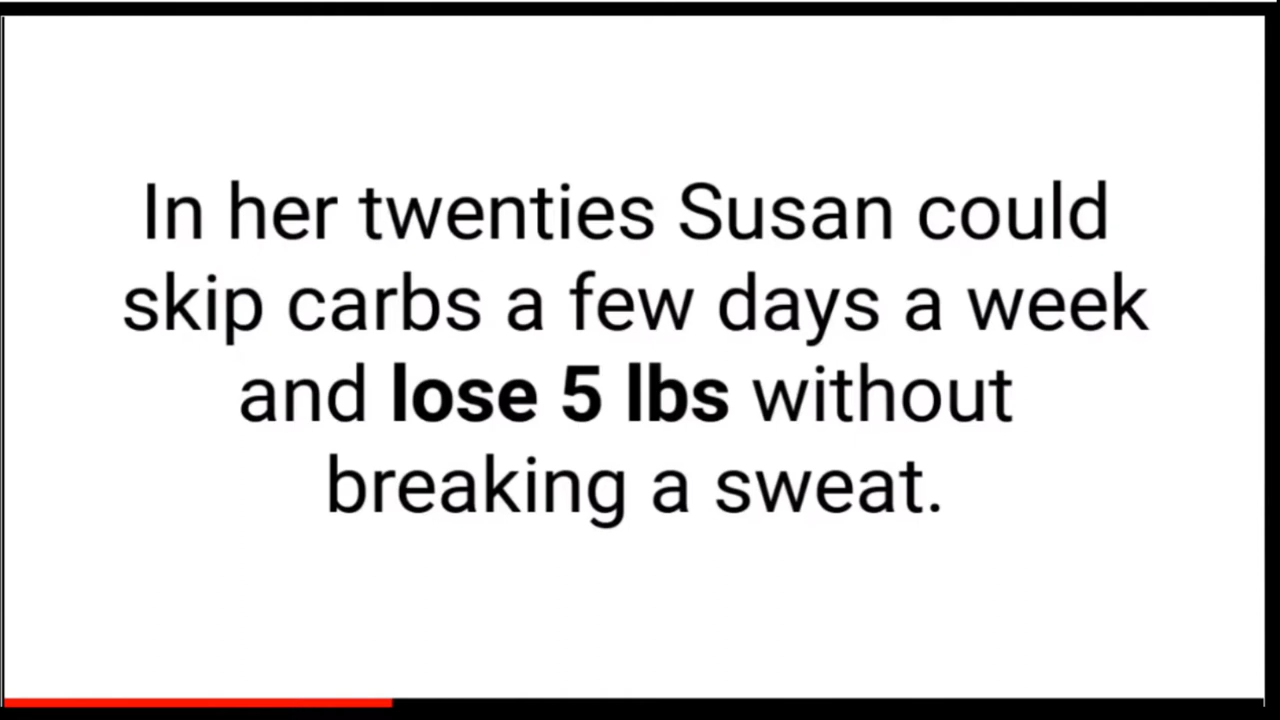 In her twenties Susan could
skip carbs a few days a week
and lose 5 lbs without
breaking a sweat.